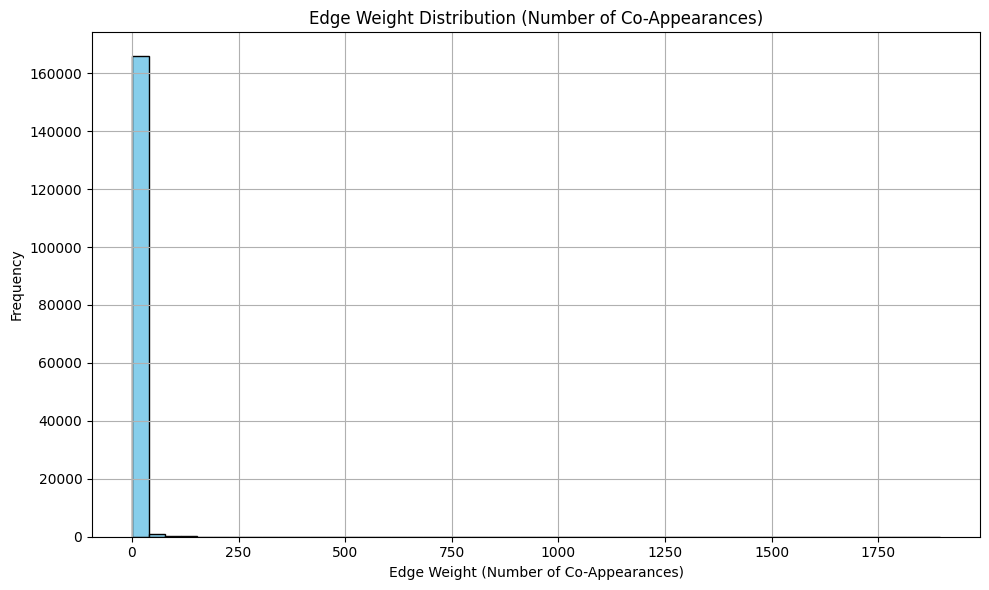 Edge Weight Distribution (Number of Co-Appearances)
Frequency
160000
140000
120000
100000
80000
60000
40000
20000
0
0 250 500 750 1000 1250 1500 1750
Edge Weight (Number of Co-Appearances)